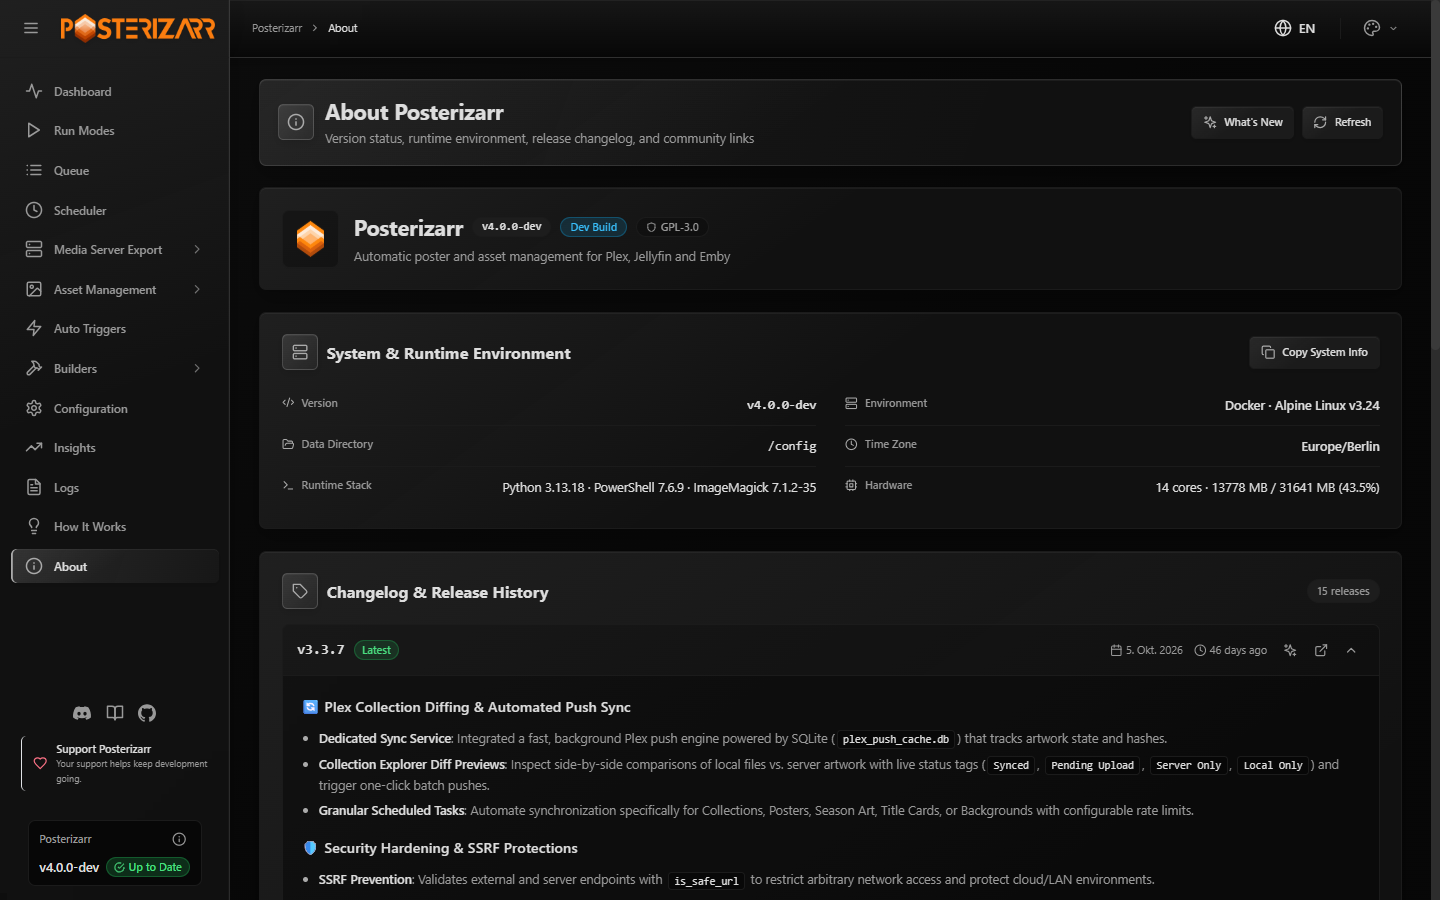 POSTERIZARR
Posterizarr > About
EN
Dashboard
Run Modes
Queue
Scheduler
Media Server Export
Asset Management
Auto Triggers
Builders
Configuration
Insights
Logs
How It Works
About
Support Posterizarr
Your support helps keep development
going.
Posterizarr
v4.0.0-dev Up to Date
About Posterizarr
Version status, runtime environment, release changelog, and community links
What's New
Refresh
Posterizarr v4.0.0-dev Dev Build GPL-3.0
Automatic poster and asset management for Plex, Jellyfin and Emby
System & Runtime Environment
Copy System Info
Version v4.0.0-dev
Environment Docker · Alpine Linux v3.24
Data Directory /config
Time Zone Europe/Berlin
Runtime Stack Python 3.13.18 · PowerShell 7.6.9 · ImageMagick 7.1.2-35
Hardware 14 cores · 13778 MB / 31641 MB (43.5%)
Changelog & Release History
15 releases
v3.3.7 Latest
5. Okt. 2026 46 days ago
Plex Collection Diffing & Automated Push Sync
• Dedicated Sync Service: Integrated a fast, background Plex push engine powered by SQLite ( plex_push_cache.db ) that tracks artwork state and hashes.
• Collection Explorer Diff Previews: Inspect side-by-side comparisons of local files vs. server artwork with live status tags ( Synced , Pending Upload , Server Only , Local Only ) and
trigger one-click batch pushes.
• Granular Scheduled Tasks: Automate synchronization specifically for Collections, Posters, Season Art, Title Cards, or Backgrounds with configurable rate limits.
Security Hardening & SSRF Protections
• SSRF Prevention: Validates external and server endpoints with is_safe_url to restrict arbitrary network access and protect cloud/LAN environments.